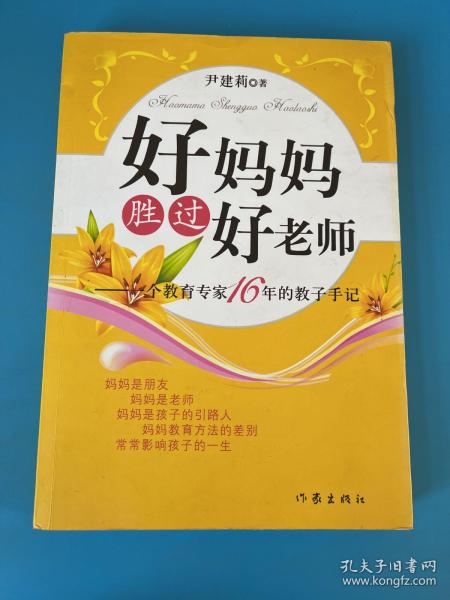 尹建莉◎著
Haomama Shengguo Haolaoshi
好妈妈
胜过好老师
——一个教育专家16年的教子手记
妈妈是朋友
妈妈是老师
妈妈是孩子的引路人
妈妈教育方法的差别
常常影响孩子的一生
作家出版社
孔夫子旧书网
www.kongfz.com